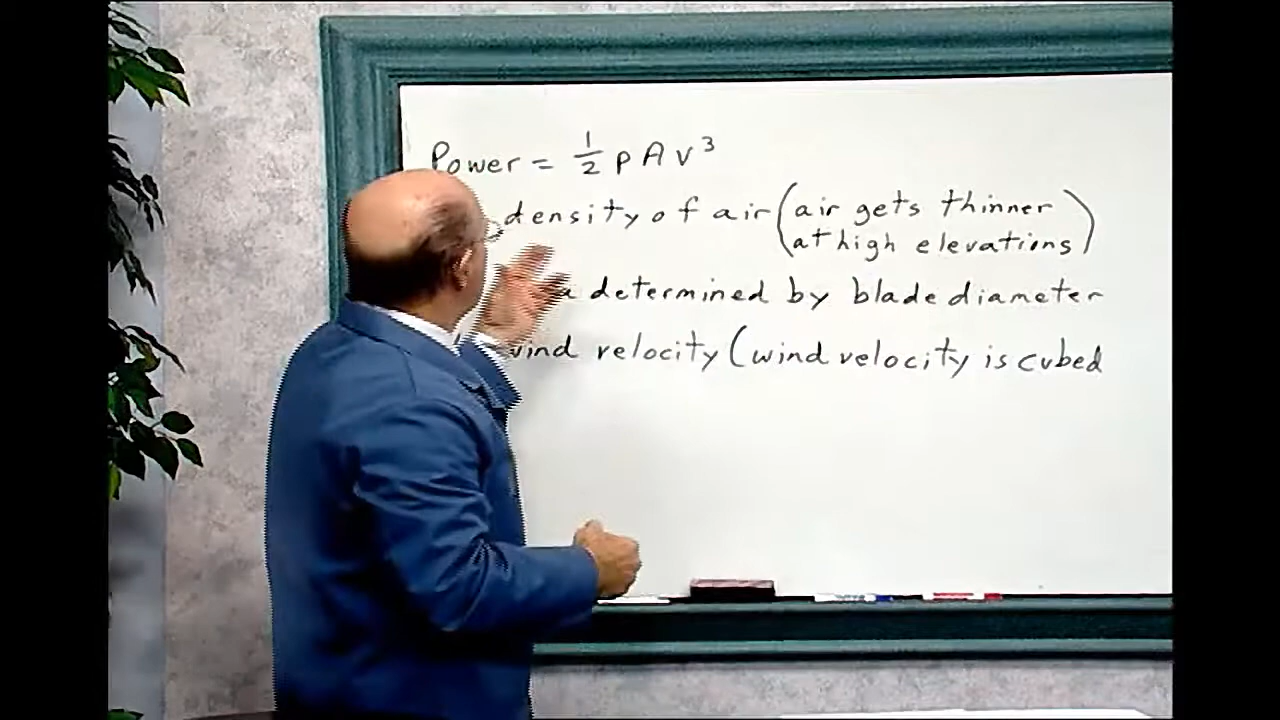 Power = 1/2 ρ A v³
density of air (air gets thinner
at high elevations)
determined by blade diameter
wind velocity (wind velocity is cubed